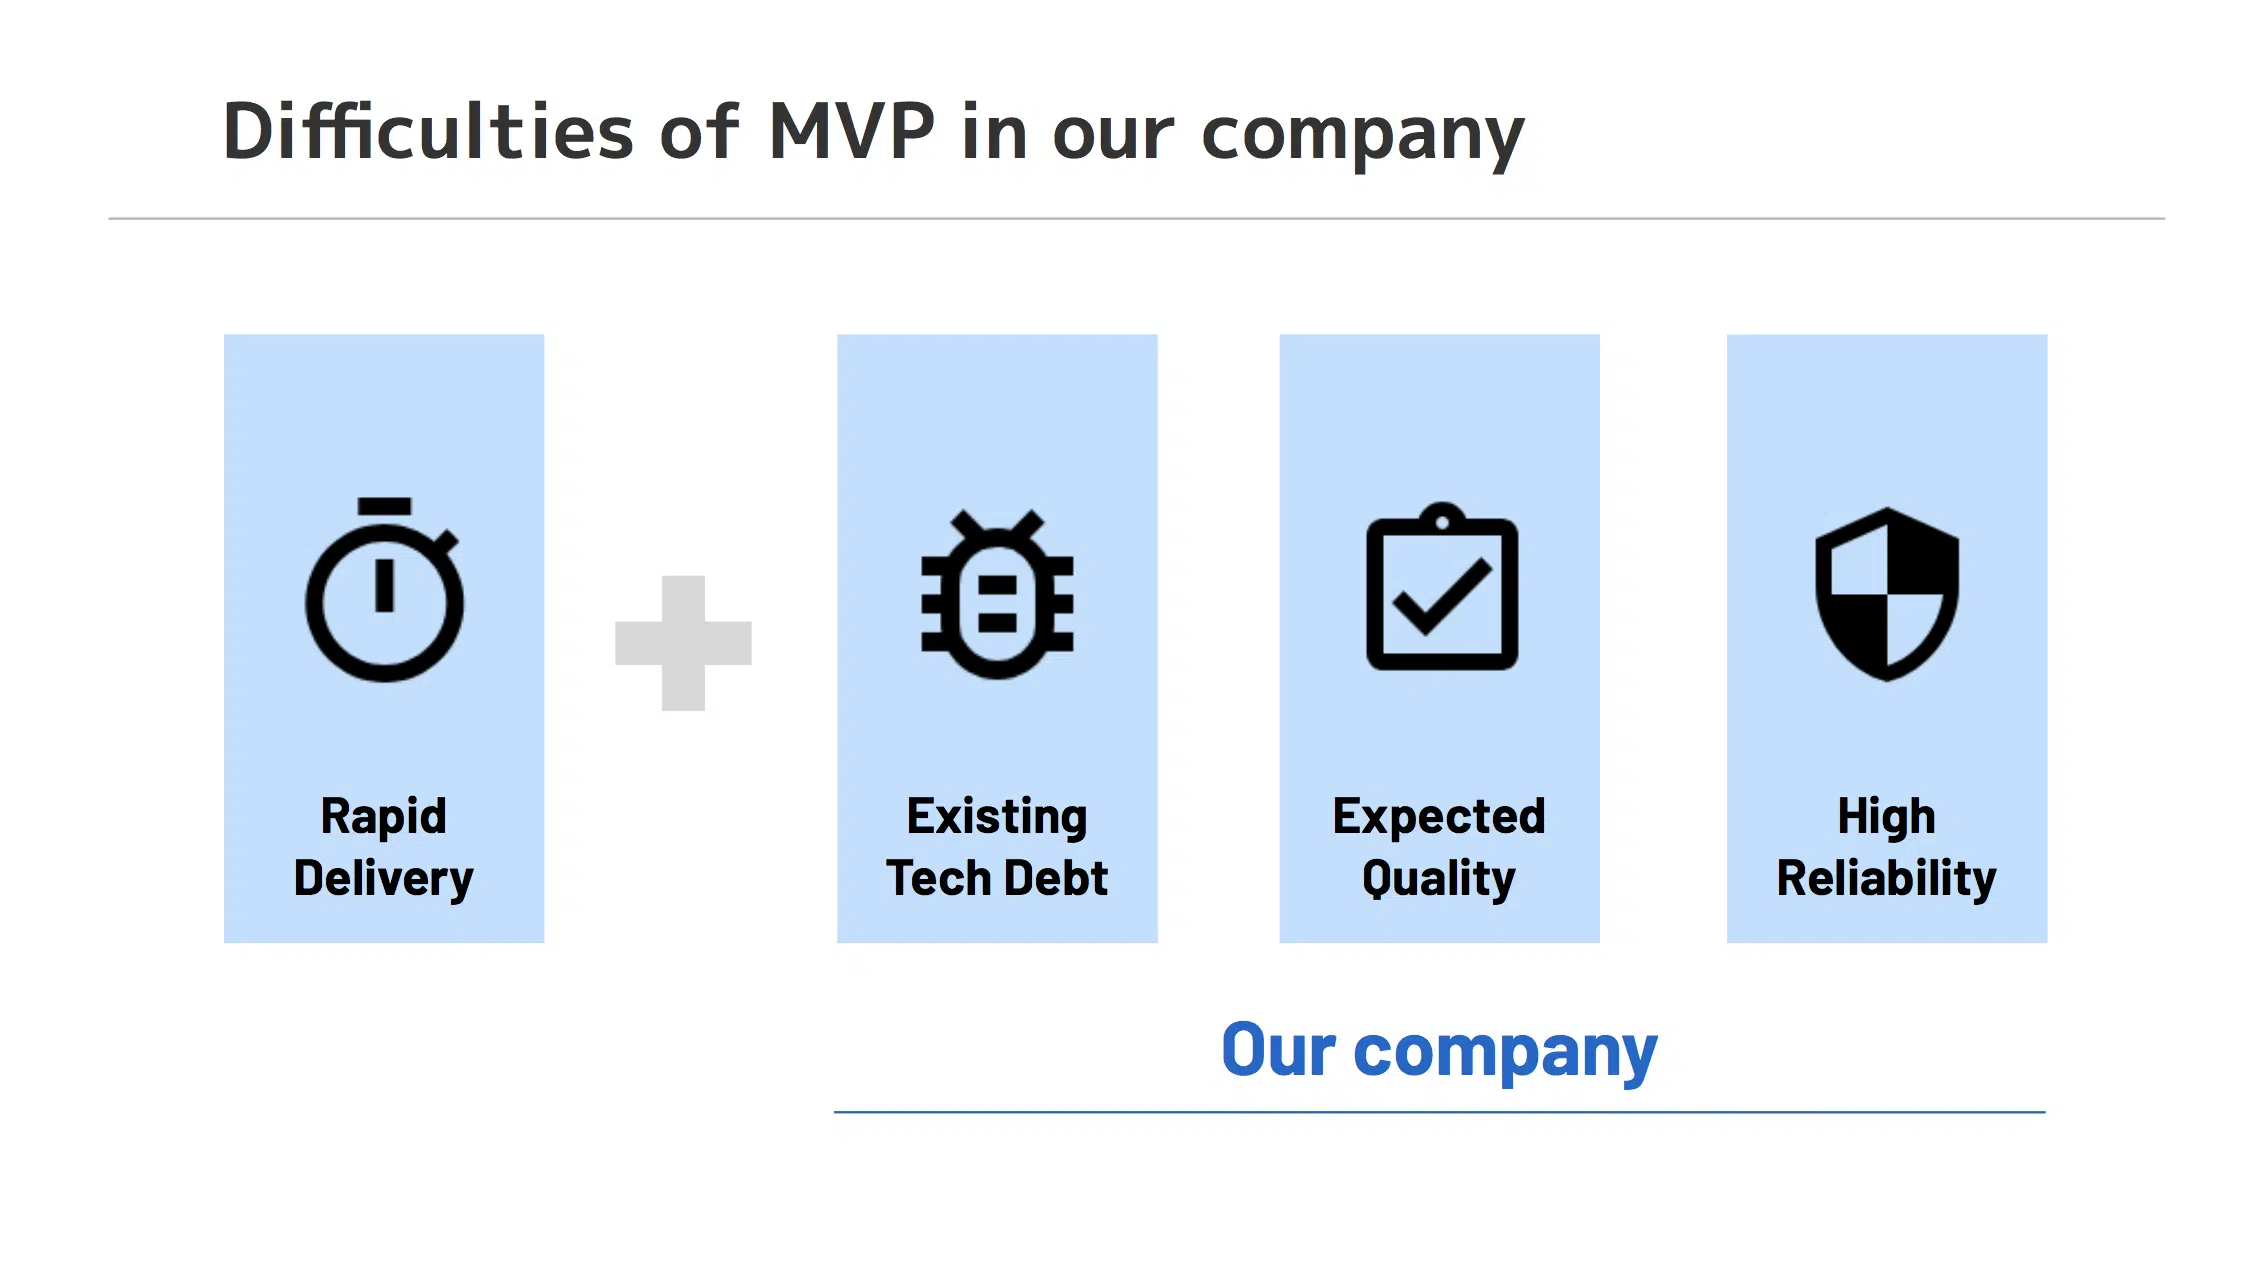 Difficulties of MVP in our company
Rapid
Delivery
Existing
Tech Debt
Expected
Quality
High
Reliability
Our company